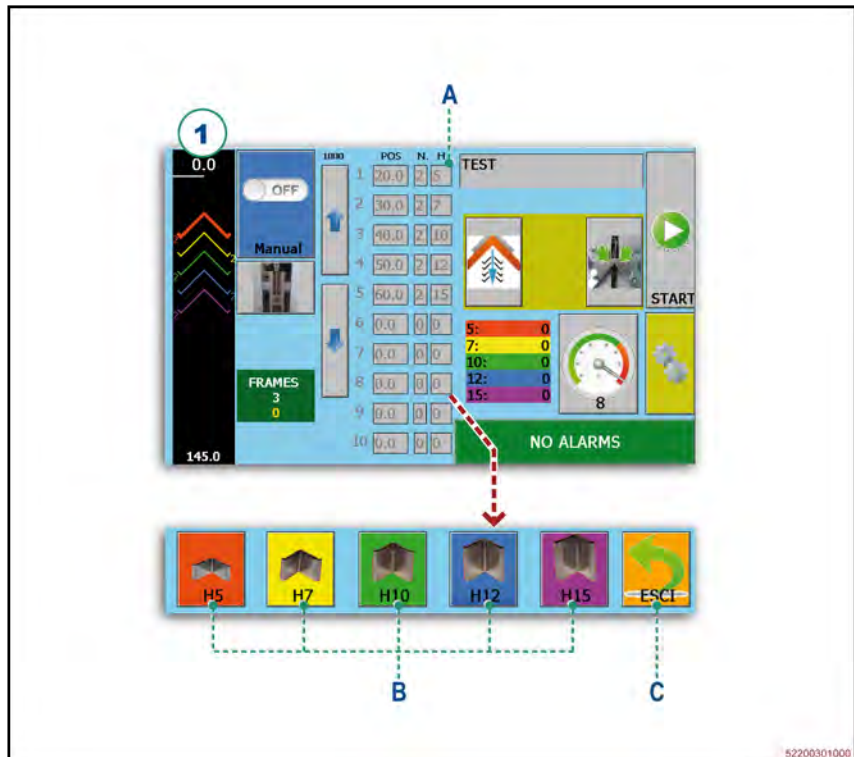 A
1
0.0
OFF
Manual
1000
POS N. H
1 20.0 2 5
2 30.0 2 7
3 40.0 2 10
4 50.0 2 12
5 60.0 2 15
6 0.0 0 0
7 0.0 0 0
8 0.0 0 0
9 0.0 0 0
10 0.0 0 0
TEST
START
5: 0
7: 0
10: 0
12: 0
15: 0
8
FRAMES
3
0
145.0
NO ALARMS
H5
H7
H10
H12
H15
ESCI
B
C
52200301000